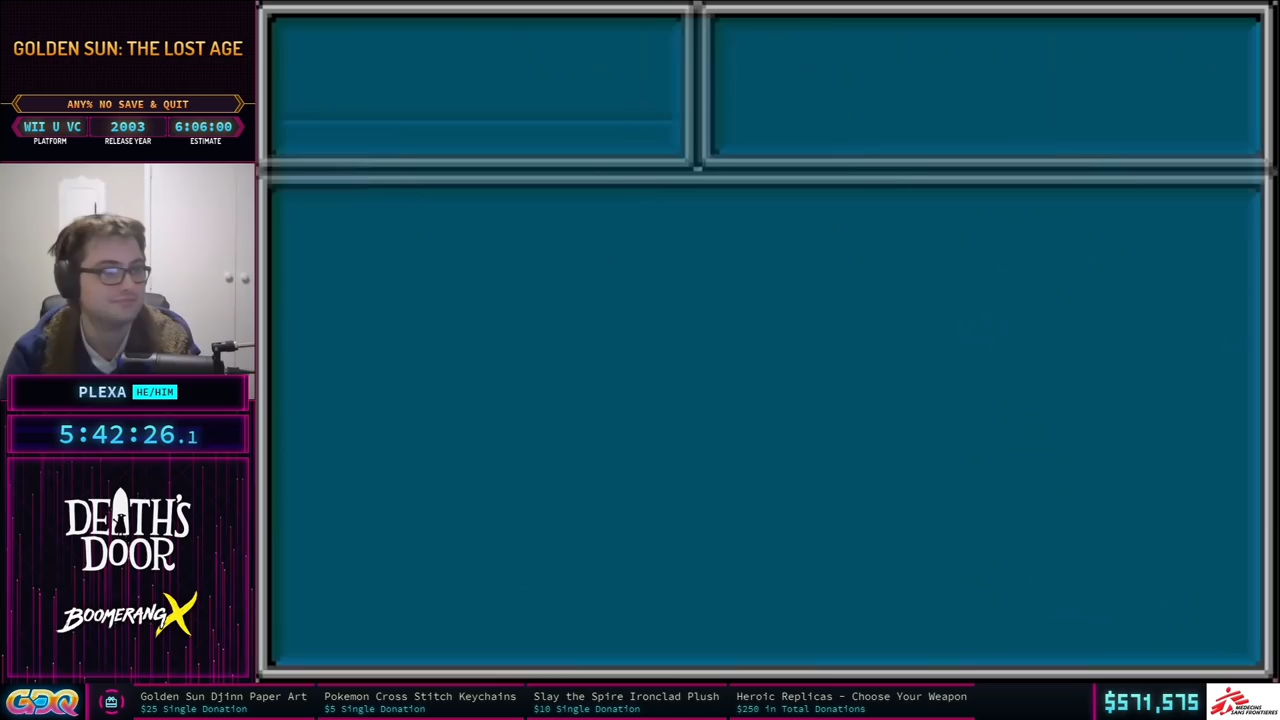 GOLDEN SUN: THE LOST AGE
ANY% NO SAVE & QUIT
WII U VC 2003 6:06:00
PLATFORM RELEASE YEAR ESTIMATE
PLEXA HE/HIM
5:42:26.1
DEATH'S
DOOR
BOOMERANG X
GDQ
Golden Sun Djinn Paper Art
$25 Single Donation
Pokemon Cross Stitch Keychains
$5 Single Donation
Slay the Spire Ironclad Plush
$10 Single Donation
Heroic Replicas - Choose Your Weapon
$250 in Total Donations
$571,575
MEDECINS
SANS FRONTIERES